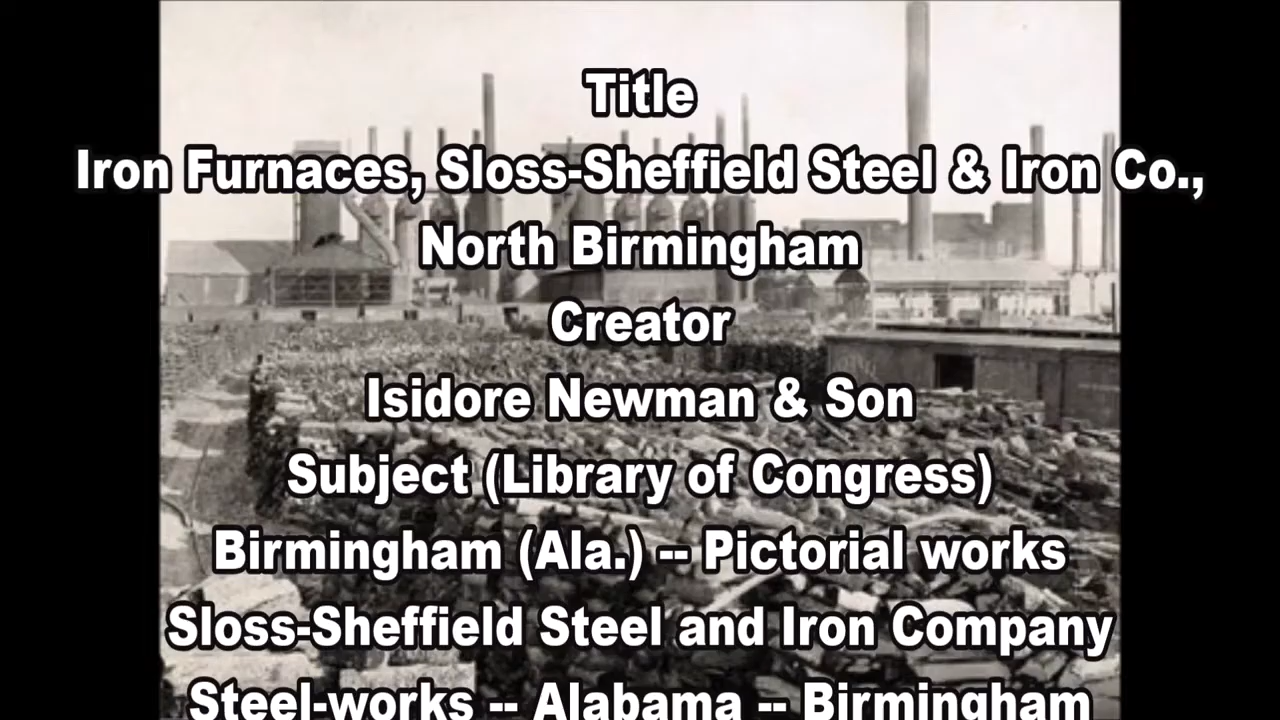 Title
Iron Furnaces, Sloss-Sheffield Steel & Iron Co.,
North Birmingham
Creator
Isidore Newman & Son
Subject (Library of Congress)
Birmingham (Ala.) -- Pictorial works
Sloss-Sheffield Steel and Iron Company
Steel-works -- Alabama -- Birmingham